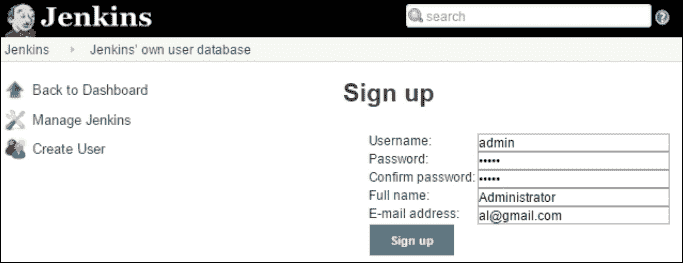 Jenkins
search
Jenkins Jenkins' own user database
Back to Dashboard
Manage Jenkins
Create User
Sign up
Username: admin
Password: •••••
Confirm password: •••••
Full name: Administrator
E-mail address: al@gmail.com
Sign up